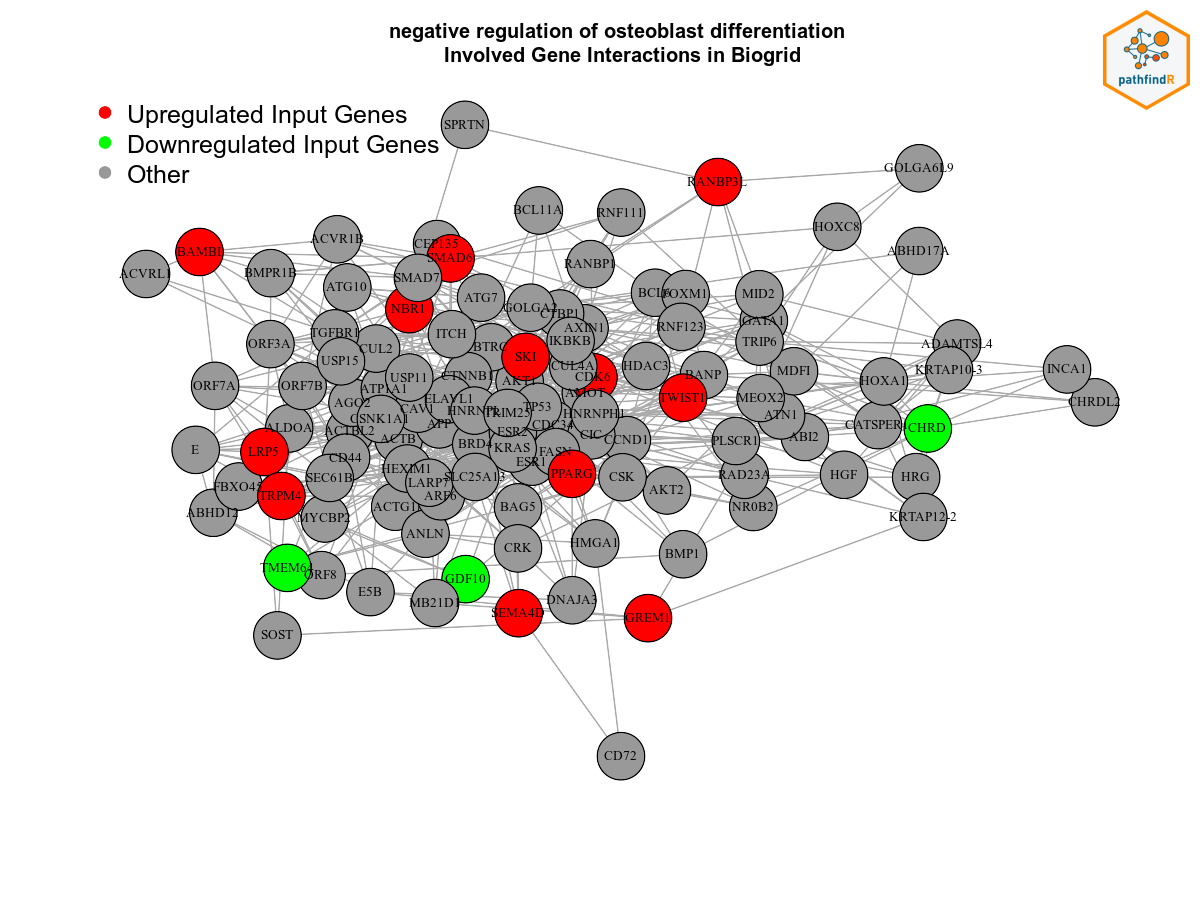 negative regulation of osteoblast differentiation
Involved Gene Interactions in Biogrid
pathfindR
Upregulated Input Genes
Downregulated Input Genes
Other
SPRTN
RANBP3L
GOLGA6L9
BCL11A
RNF111
HOXC8
ACVR1B
CEP135
BAMBI
SMAD6
ABHD17A
RANBP1
ACVRL1
BMPR1B
SMAD7
ATG10
ATG7
BCL6
FOXM1
MID2
NBR1
GOLGA2
CTBP1
GATA1
AXIN1
RNF123
TGFBR1
ITCH
IKBKB
TRIP6
ORF3A
CUL2
BTRC
ADAMTSL4
SKI
USP15
CUL4A
HDAC3
KRTAP10-3
INCA1
CTNNB1
USP11
AKT1
CDK6
BANP
MDFI
HOXA1
ORF7A
ORF7B
ATP1A1
AMOT
ELAVL1
TWIST1
MEOX2
CHRDL2
AGO2
CAV1
HNRNPL
TP53
HNRNPH1
ATN1
CSNK1A1
APP
TRIM25
CDC34
CATSPER1
CHRD
ALDOA
ACTBL2
ESR2
CIC
ABI2
ACTB
BRD4
KRAS
FASN
CCND1
PLSCR1
E
LRP5
CD44
ESR1
HEXIM1
PPARG
SEC61B
LARP7
SLC25A13
CSK
RAD23A
HGF
HRG
FBXO45
TRPM4
ARF6
AKT2
ABHD12
MYCBP2
ACTG1
BAG5
NR0B2
KRTAP12-2
ANLN
CRK
HMGA1
BMP1
TMEM64
ORF8
GDF10
E5B
MB21D1
DNAJA3
SEMA4D
GREM1
SOST
CD72